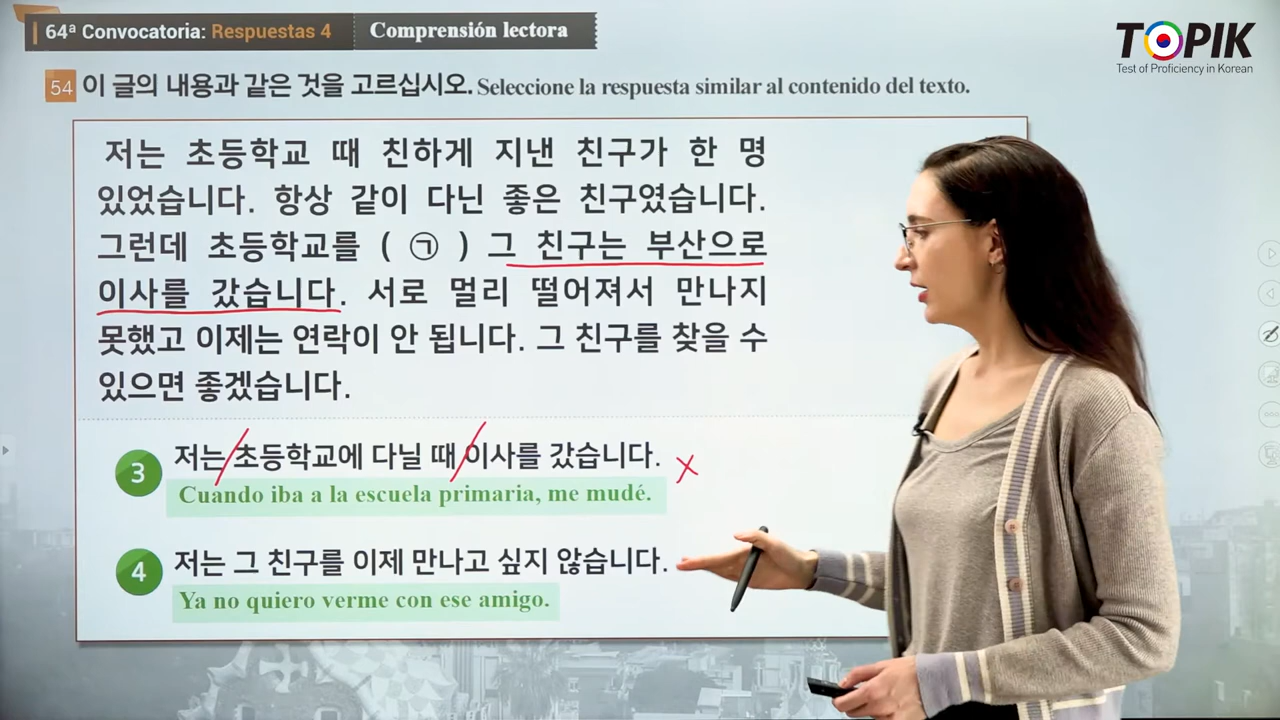 64ª Convocatoria: Respuestas 4
Comprensión lectora
TOPIK
Test of Proficiency in Korean
54 이 글의 내용과 같은 것을 고르십시오. Seleccione la respuesta similar al contenido del texto.
저는 초등학교 때 친하게 지낸 친구가 한 명
있었습니다. 항상 같이 다닌 좋은 친구였습니다.
그런데 초등학교를 ( ㉠ ) 그 친구는 부산으로
이사를 갔습니다. 서로 멀리 떨어져서 만나지
못했고 이제는 연락이 안 됩니다. 그 친구를 찾을 수
있으면 좋겠습니다.
3 저는 초등학교에 다닐 때 이사를 갔습니다. X
Cuando iba a la escuela primaria, me mudé.
4 저는 그 친구를 이제 만나고 싶지 않습니다.
Ya no quiero verme con ese amigo.